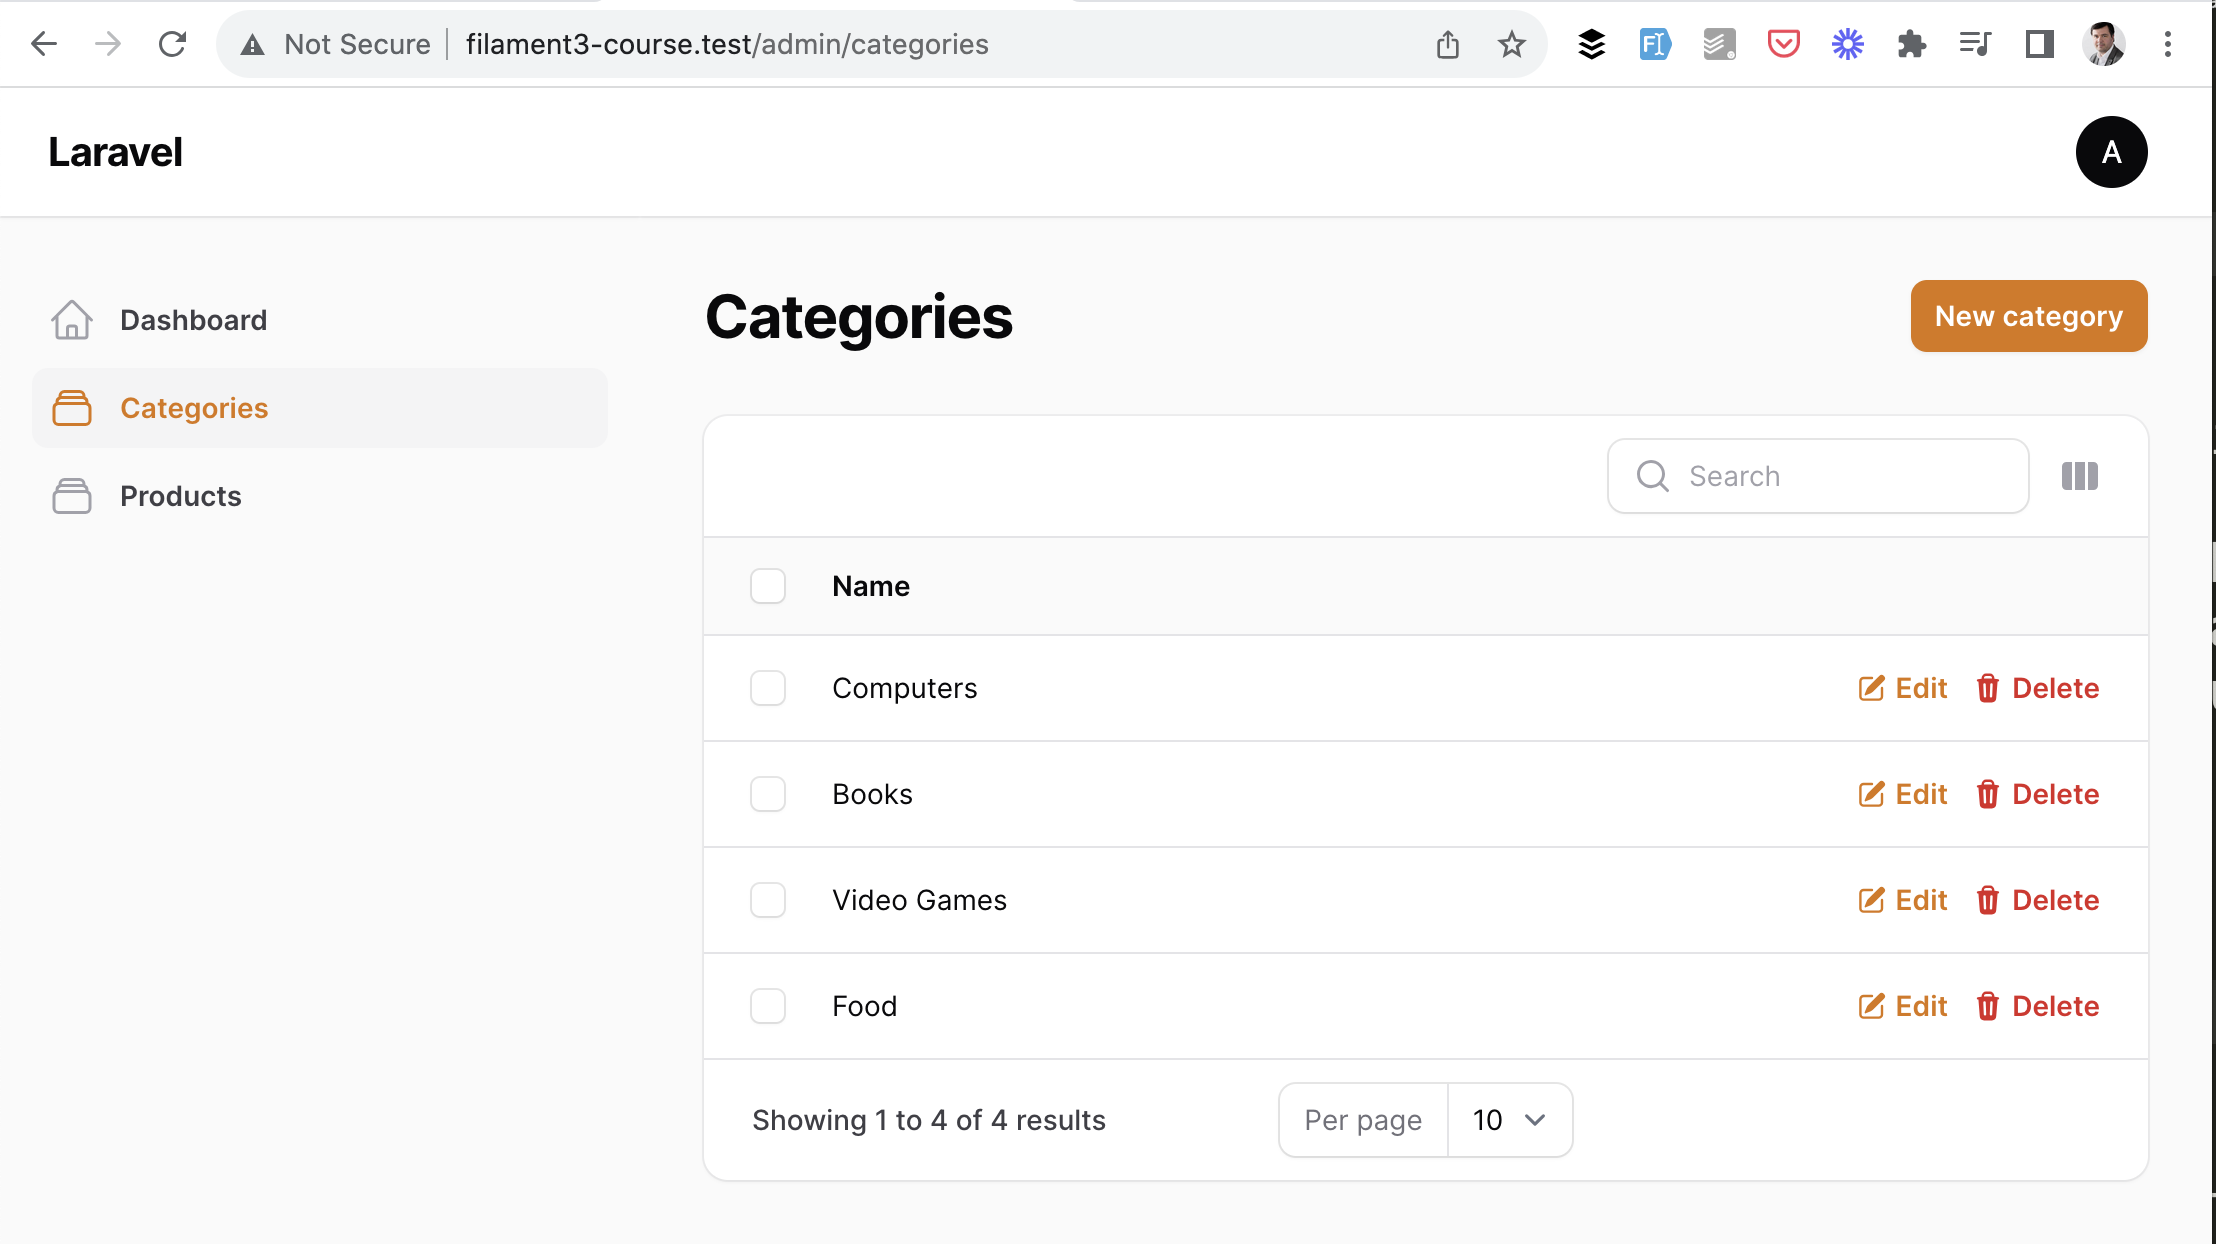 Not Secure filament3-course.test/admin/categories
Laravel
A
Dashboard
Categories
Products
Categories
New category
Search
Name
Computers Edit Delete
Books Edit Delete
Video Games Edit Delete
Food Edit Delete
Showing 1 to 4 of 4 results
Per page 10